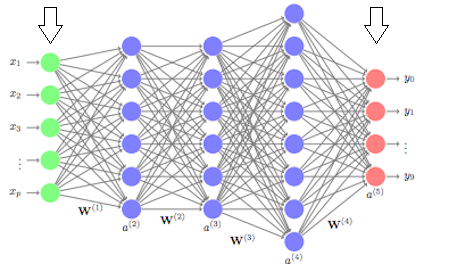 x₁
x₂
x₃
⋮
xₚ
W⁽¹⁾
a⁽²⁾
W⁽²⁾
a⁽³⁾
W⁽³⁾
a⁽⁴⁾
W⁽⁴⁾
a⁽⁵⁾
y₀
y₁
⋮
y₉